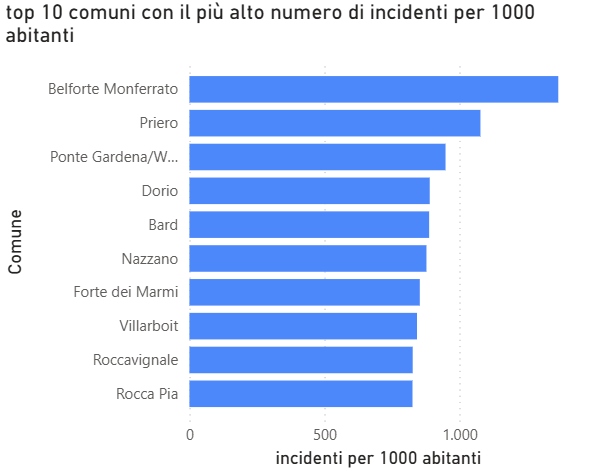 top 10 comuni con il più alto numero di incidenti per 1000
abitanti
Comune
Belforte Monferrato
Priero
Ponte Gardena/W...
Dorio
Bard
Nazzano
Forte dei Marmi
Villarboit
Roccavignale
Rocca Pia
0 500 1.000
incidenti per 1000 abitanti